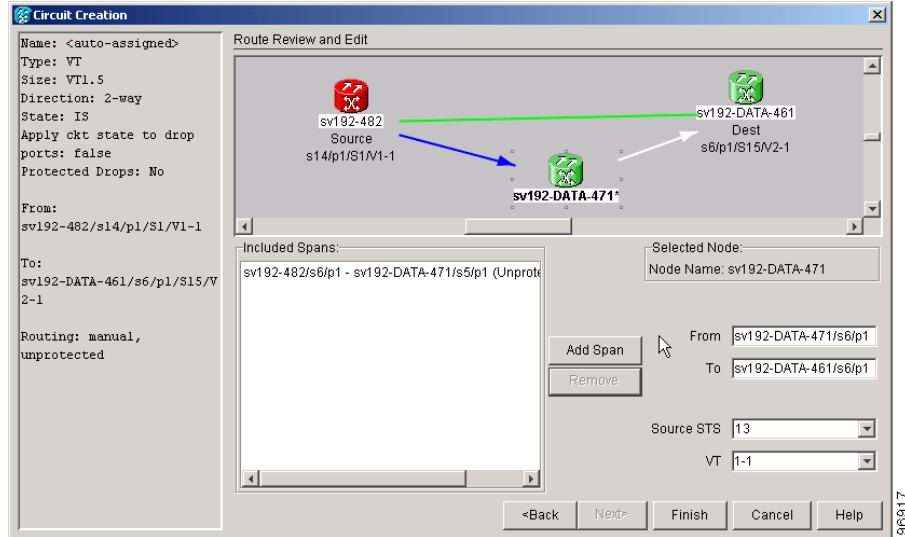 Circuit Creation
Name: <auto-assigned>
Type: VT
Size: VT1.5
Direction: 2-way
State: IS
Apply ckt state to drop
ports: false
Protected Drops: No
From:
sv192-482/s14/p1/S1/V1-1
To:
sv192-DATA-461/s6/p1/S15/V
2-1
Routing: manual,
unprotected
Route Review and Edit
sv192-482
Source
s14/p1/S1/V1-1
sv192-DATA-461
Dest
s6/p1/S15/V2-1
sv192-DATA-471*
Included Spans:
sv192-482/s6/p1 - sv192-DATA-471/s5/p1 (Unprote
Add Span
Remove
Selected Node:
Node Name: sv192-DATA-471
From sv192-DATA-471/s6/p1
To sv192-DATA-461/s6/p1
Source STS 13
VT 1-1
<Back
Next>
Finish
Cancel
Help
96917